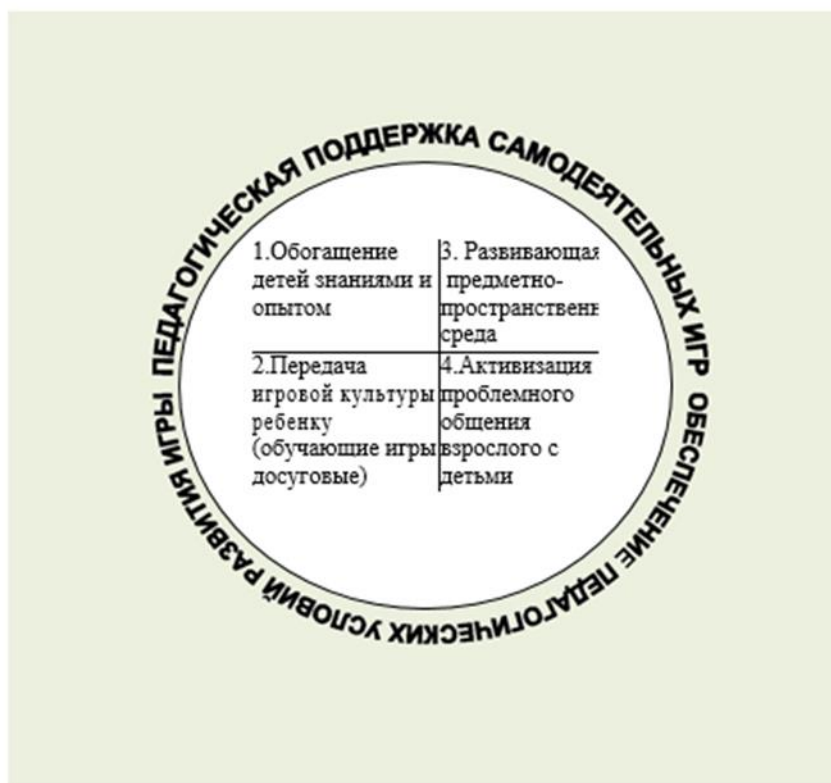 ПЕДАГОГИЧЕСКАЯ ПОДДЕРЖКА САМОДЕЯТЕЛЬНЫХ ИГР ОБЕСПЕЧЕНИЕ ПЕДАГОГИЧЕСКИХ УСЛОВИЙ РАЗВИТИЯ ИГРЫ
1.Обогащение
детей знаниями и
опытом
2.Передача
игровой культуры
ребенку
(обучающие игры
досуговые)
3. Развивающая
предметно-
пространственн
среда
4.Активизация
проблемного
общения
взрослого с
детьми